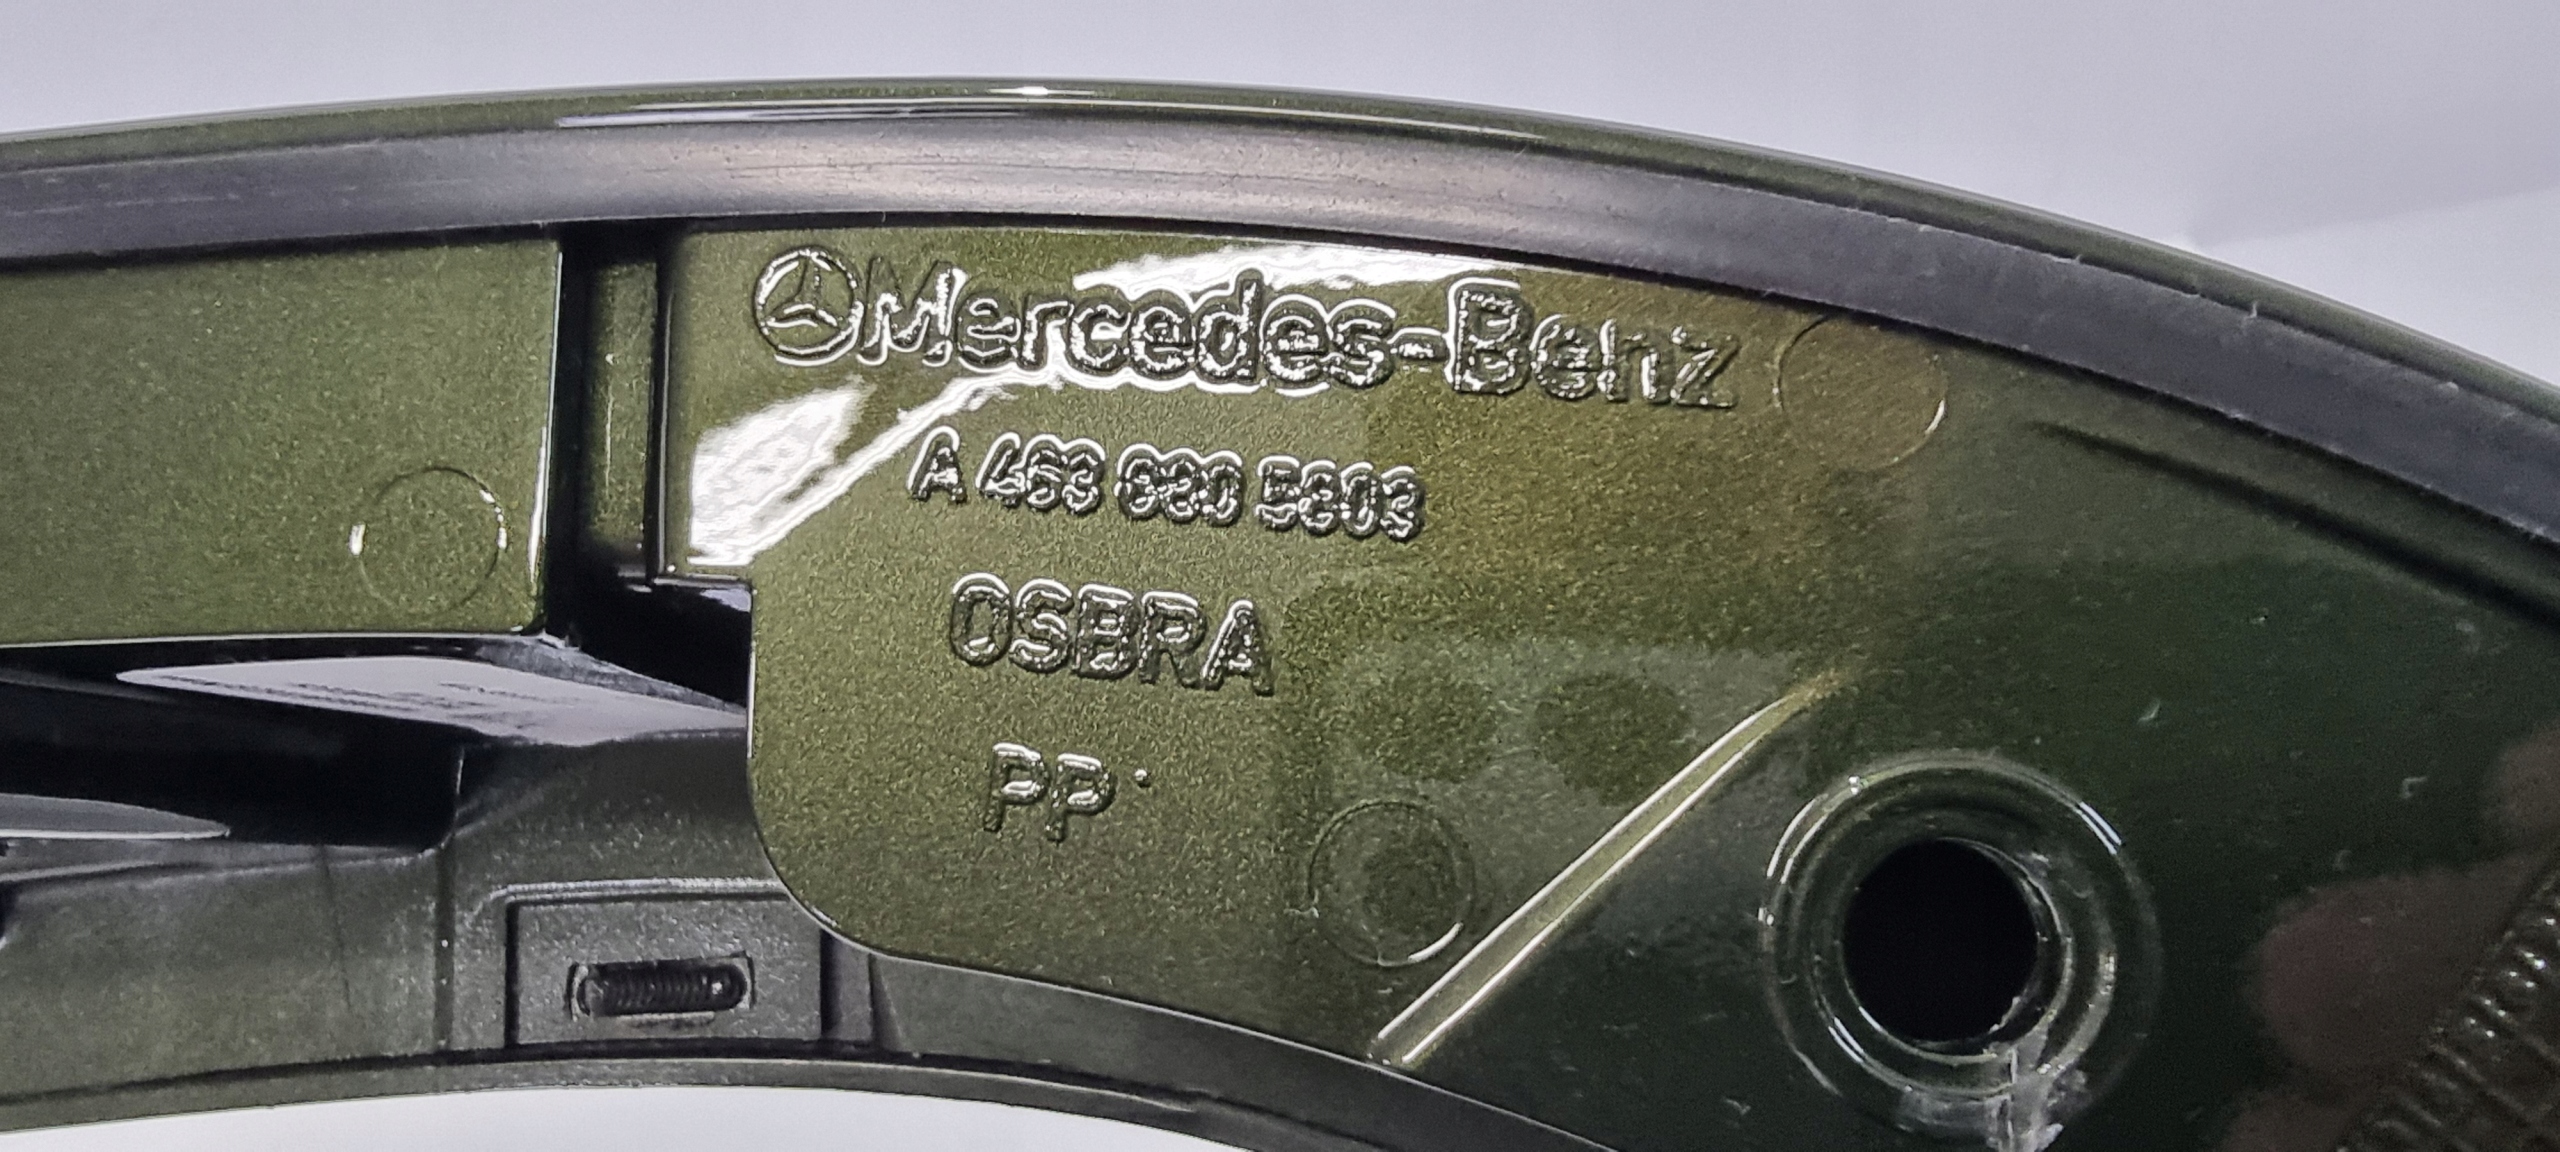 Mercedes-Benz
A 463 880 5803
OSBRA
PP